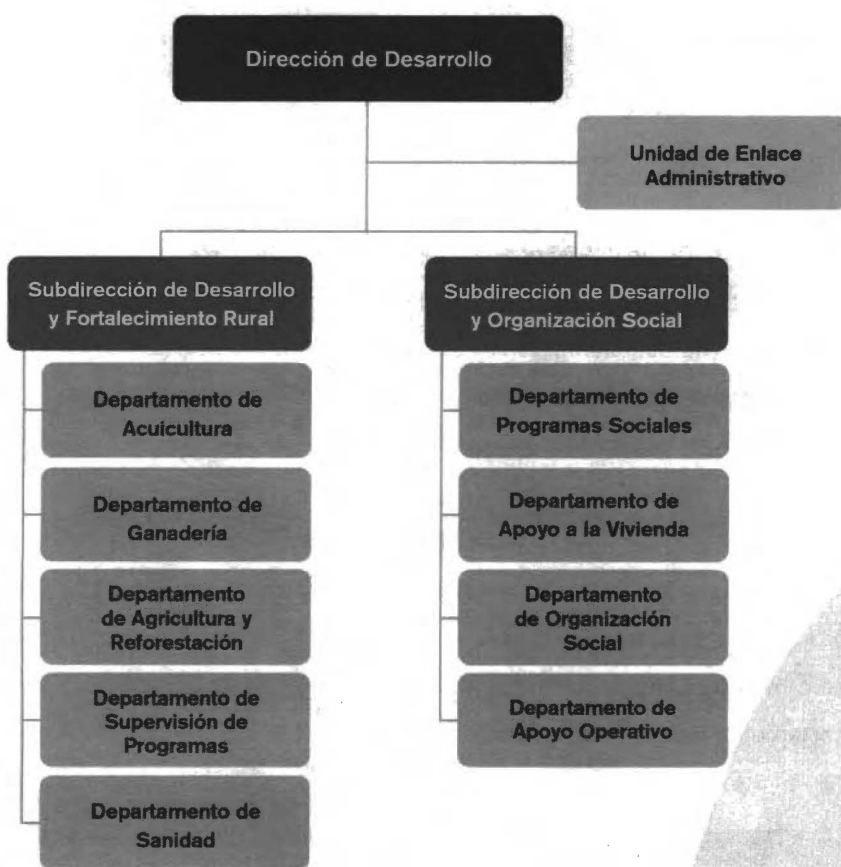 Dirección de Desarrollo
Unidad de Enlace
Administrativo
Subdirección de Desarrollo
y Fortalecimiento Rural
Departamento de
Acuicultura
Departamento de
Ganadería
Departamento
de Agricultura y
Reforestación
Departamento de
Supervisión de
Programas
Departamento de
Sanidad
Subdirección de Desarrollo
y Organización Social
Departamento de
Programas Sociales
Departamento de
Apoyo a la Vivienda
Departamento
de Organización
Social
Departamento de
Apoyo Operativo